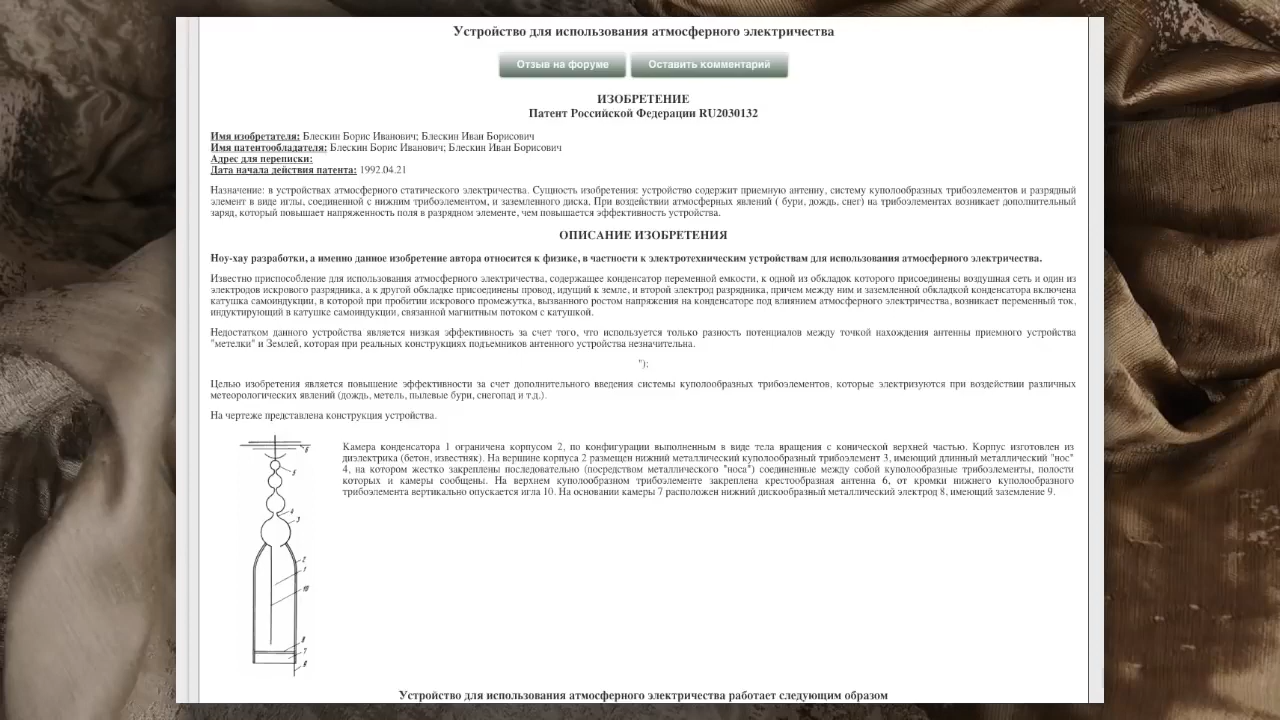 Устройство для использования атмосферного электричества
Отзыв на форуме Оставить комментарий
ИЗОБРЕТЕНИЕ
Патент Российской Федерации RU2030132
Имя изобретателя: Блескин Борис Иванович; Блескин Иван Борисович
Имя патентообладателя: Блескин Борис Иванович; Блескин Иван Борисович
Адрес для переписки:
Дата начала действия патента: 1992.04.21
Назначение: в устройствах атмосферного статического электричества. Сущность изобретения: устройство содержит приемную антенну, систему куполообразных трибоэлементов и разрядный
элемент в виде иглы, соединенной с нижним трибоэлементом, и заземленного диска. При воздействии атмосферных явлений ( бури, дождь, снег) на трибоэлементах возникает дополнительный
заряд, который повышает напряженность поля в разрядном элементе, чем повышается эффективность устройства.
ОПИСАНИЕ ИЗОБРЕТЕНИЯ
Ноу-хау разработки, а именно данное изобретение автора относится к физике, в частности к электротехническим устройствам для использования атмосферного электричества.
Известно приспособление для использования атмосферного электричества, содержащее конденсатор переменной емкости, к одной из обкладок которого присоединены воздушная сеть и один из
электродов искрового разрядника, а к другой обкладке присоединены провод, идущий к земле, и второй электрод разрядника, причем между ним и заземленной обкладкой конденсатора включена
катушка самоиндукции, в которой при пробитии искрового промежутка, вызванного ростом напряжения на конденсаторе под влиянием атмосферного электричества, возникает переменный ток,
индуктирующий в катушке самоиндукции, связанной магнитным потоком с катушкой.
Недостатком данного устройства является низкая эффективность за счет того, что используется только разность потенциалов между точкой нахождения антенны приемного устройства
"метелки" и Землей, которая при реальных конструкциях подъемников антенного устройства незначительна.
");
Целью изобретения является повышение эффективности за счет дополнительного введения системы куполообразных трибоэлементов, которые электризуются при воздействии различных
метеорологических явлений (дождь, метель, пылевые бури, снегопад и т.д.).
На чертеже представлена конструкция устройства.
Камера конденсатора 1 ограничена корпусом 2, по конфигурации выполненным в виде тела вращения с конической верхней частью. Корпус изготовлен из
диэлектрика (бетон, известняк). На вершине корпуса 2 размещен нижний металлический куполообразный трибоэлемент 3, имеющий длинный металлический "нос"
4, на котором жестко закреплены последовательно (посредством металлического "носа") соединенные между собой куполообразные трибоэлементы, полости
которых и камеры сообщены. На верхнем куполообразном трибоэлементе закреплена крестообразная антенна 6, от кромки нижнего куполообразного
трибоэлемента вертикально опускается игла 10. На основании камеры 7 расположен нижний дискообразный металлический электрод 8, имеющий заземление 9.
6
5
4
3
2
1
10
8
7
Устройство для использования атмосферного электричества работает следующим образом